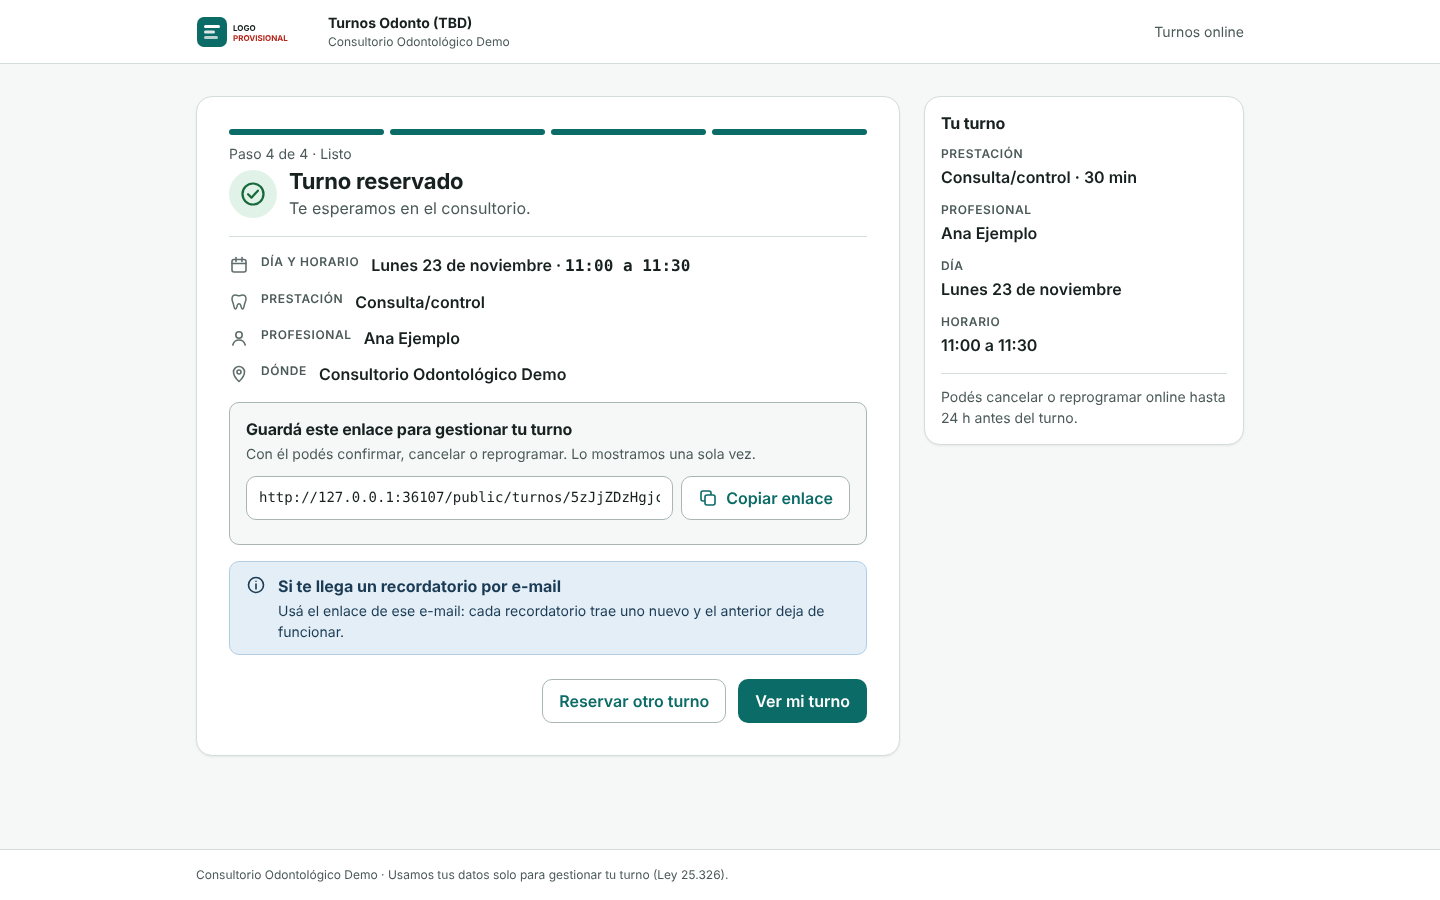 LOGO
PROVISIONAL
Turnos Odonto (TBD)
Consultorio Odontológico Demo
Turnos online
Paso 4 de 4 · Listo
Turno reservado
Te esperamos en el consultorio.
DÍA Y HORARIO Lunes 23 de noviembre · 11:00 a 11:30
PRESTACIÓN Consulta/control
PROFESIONAL Ana Ejemplo
DÓNDE Consultorio Odontológico Demo
Guardá este enlace para gestionar tu turno
Con él podés confirmar, cancelar o reprogramar. Lo mostramos una sola vez.
http://127.0.0.1:36107/public/turnos/5zJjZDzHgj
Copiar enlace
Si te llega un recordatorio por e-mail
Usá el enlace de ese e-mail: cada recordatorio trae uno nuevo y el anterior deja de
funcionar.
Reservar otro turno
Ver mi turno
Tu turno
PRESTACIÓN
Consulta/control · 30 min
PROFESIONAL
Ana Ejemplo
DÍA
Lunes 23 de noviembre
HORARIO
11:00 a 11:30
Podés cancelar o reprogramar online hasta
24 h antes del turno.
Consultorio Odontológico Demo · Usamos tus datos solo para gestionar tu turno (Ley 25.326).